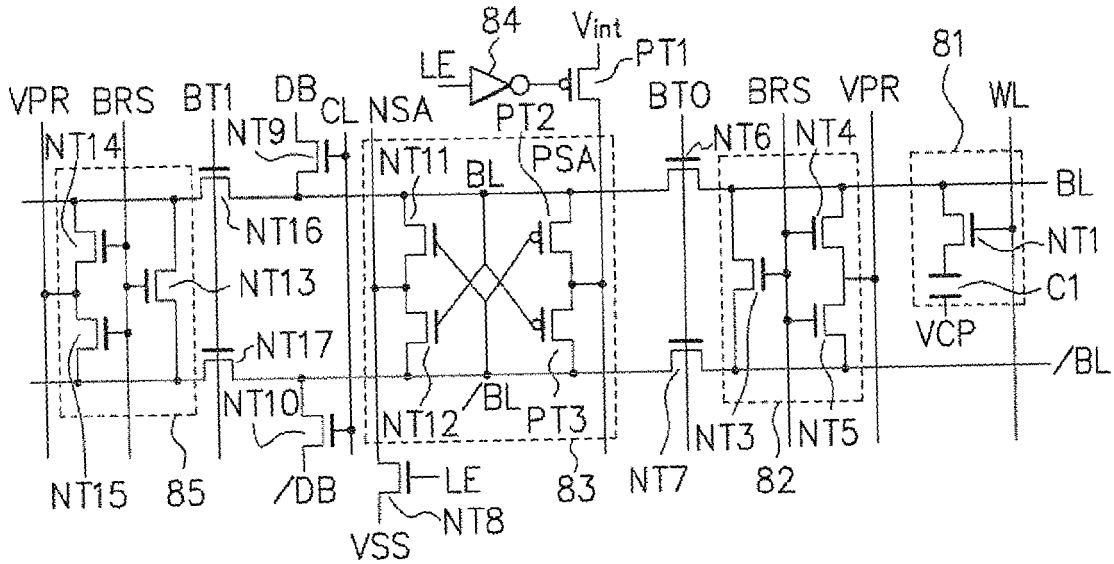 84
Vint
81
LE
PT1
VPR
BRS
BT1
DB
CL
NSA
PT2
BT0
BRS
VPR
WL
NT14
NT9
NT11
BL
PSA
NT6
NT4
BL
NT16
NT1
NT13
C1
NT17
VCP
NT10
/BL
/BL
NT12
PT3
NT3
NT5
NT15
85
/DB
LE
83
NT7
82
NT8
VSS